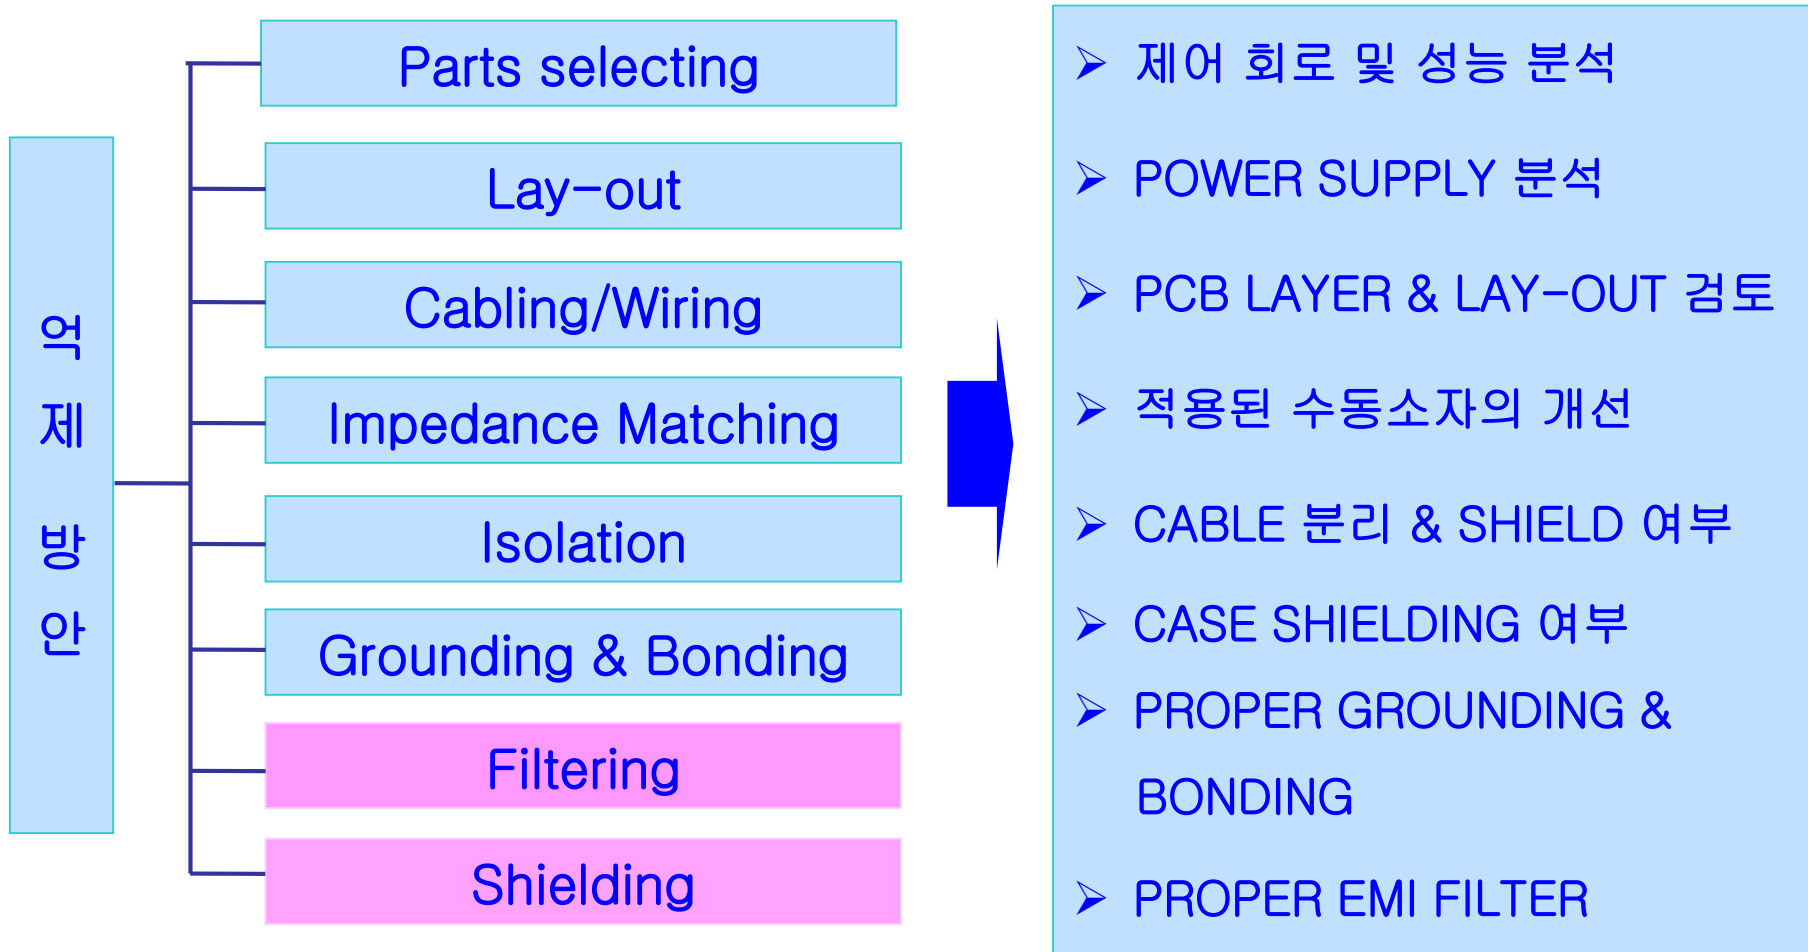 억
제
방
안
Parts selecting
Lay-out
Cabling/Wiring
Impedance Matching
Isolation
Grounding & Bonding
Filtering
Shielding
➢ 제어 회로 및 성능 분석
➢ POWER SUPPLY 분석
➢ PCB LAYER & LAY-OUT 검토
➢ 적용된 수동소자의 개선
➢ CABLE 분리 & SHIELD 여부
➢ CASE SHIELDING 여부
➢ PROPER GROUNDING &
BONDING
➢ PROPER EMI FILTER